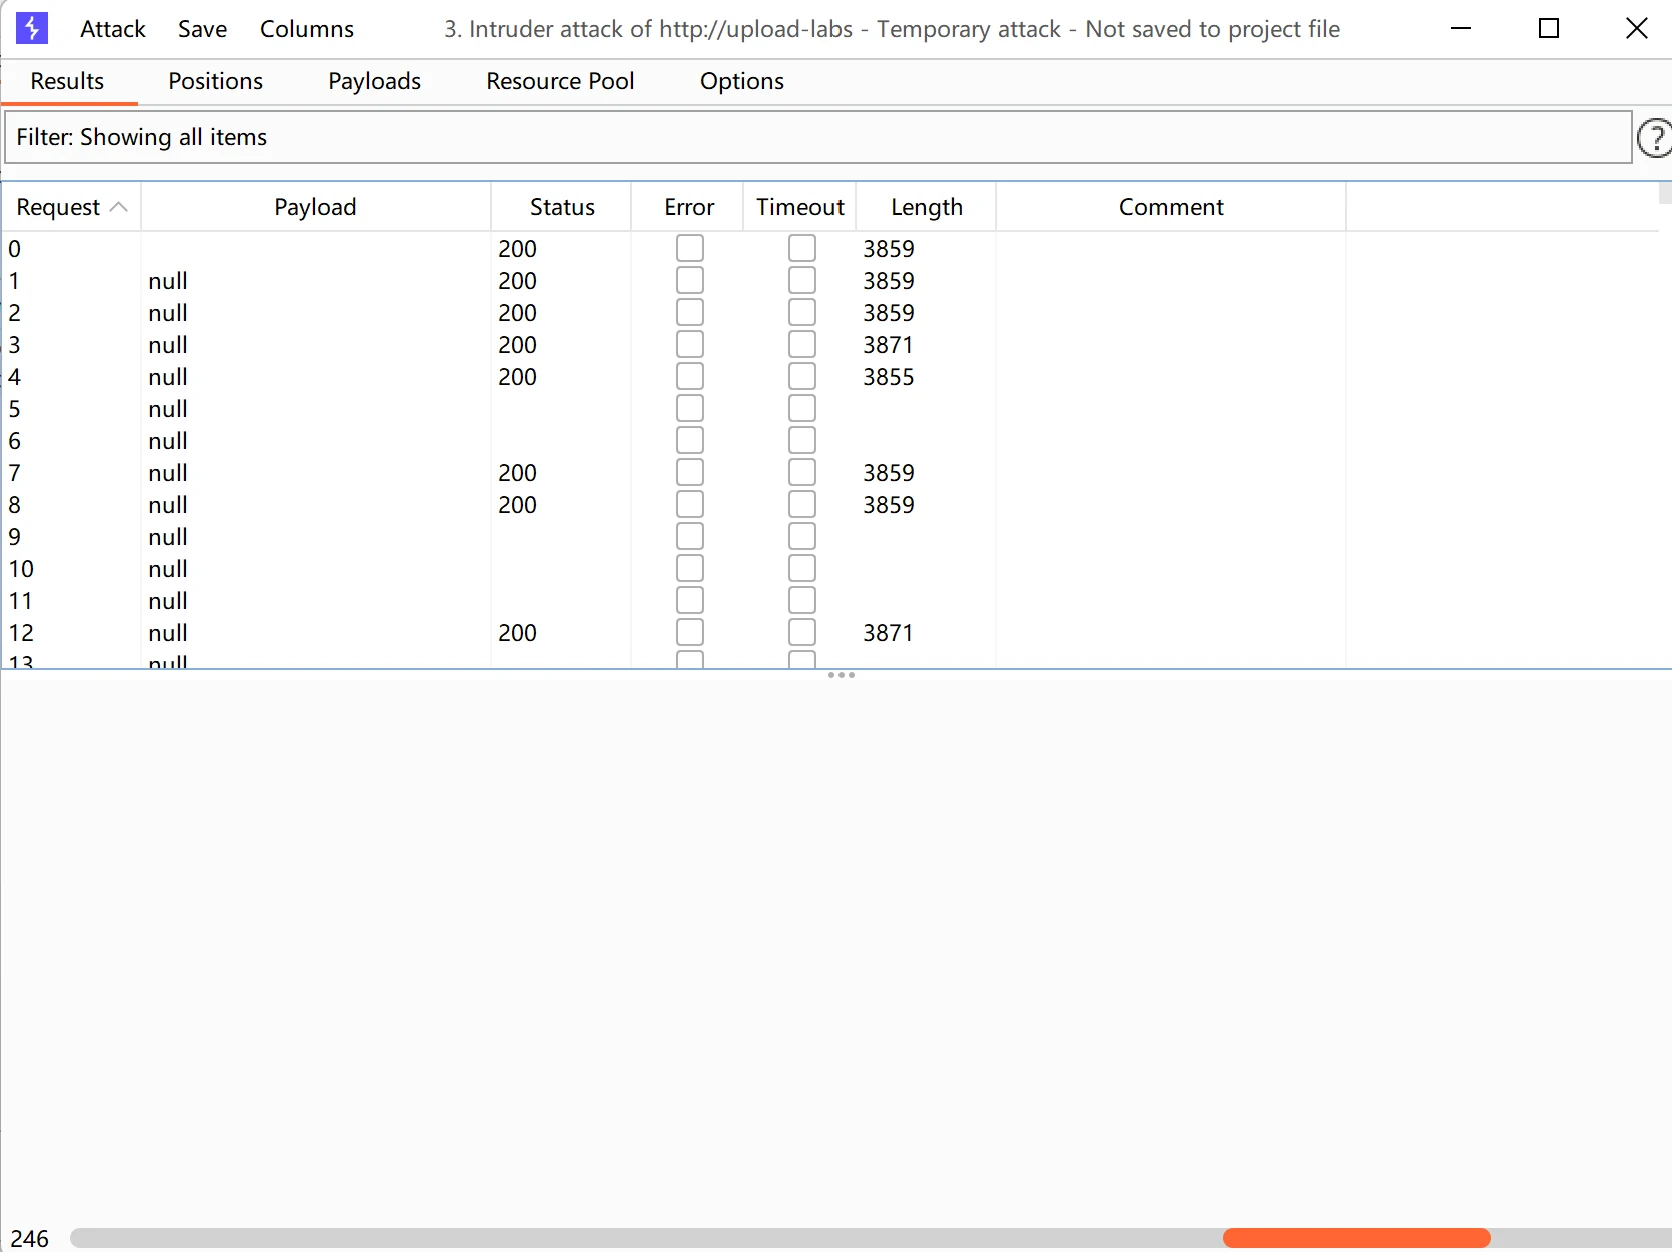 Attack Save Columns 3. Intruder attack of http://upload-labs - Temporary attack - Not saved to project file
Results Positions Payloads Resource Pool Options
Filter: Showing all items ?
Request Payload Status Error Timeout Length Comment
0 200 3859
1 null 200 3859
2 null 200 3859
3 null 200 3871
4 null 200 3855
5 null
6 null
7 null 200 3859
8 null 200 3859
9 null
10 null
11 null
12 null 200 3871
13 null
246